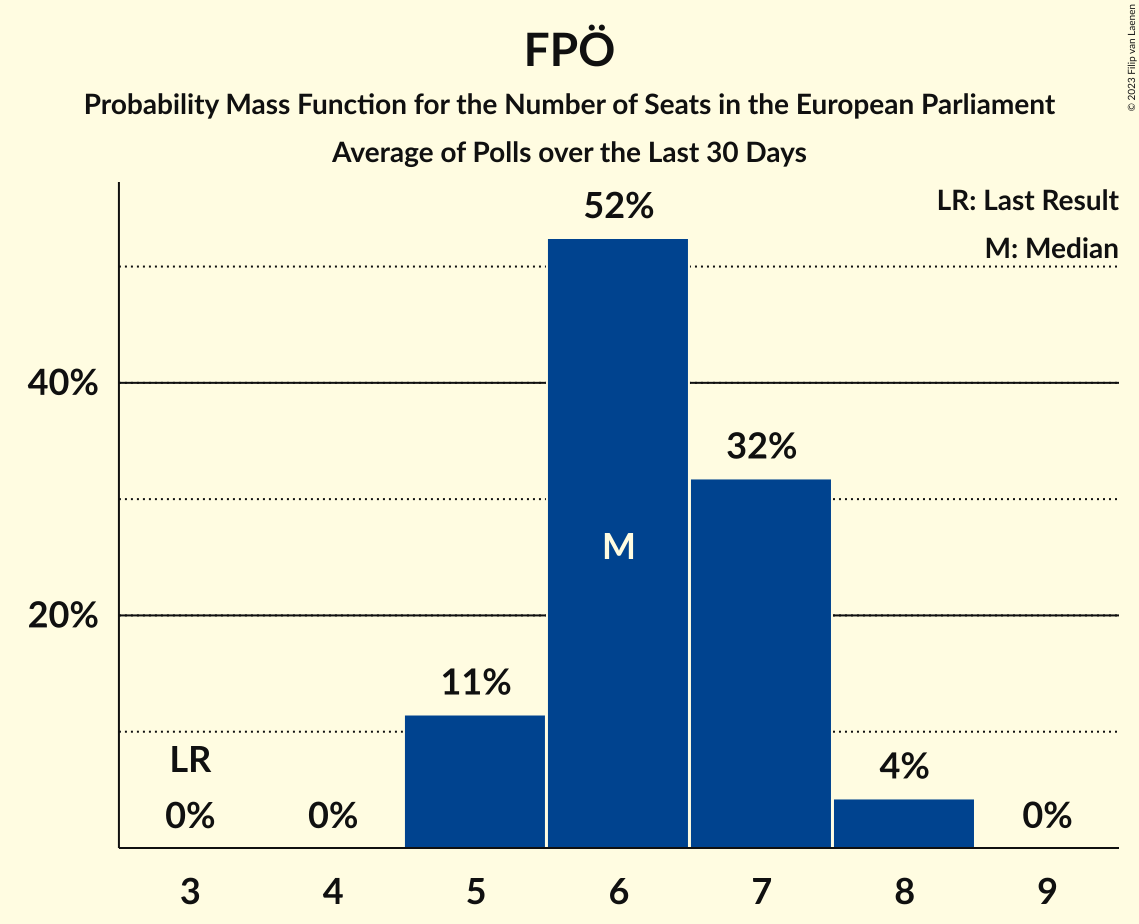 FPÖ
Probability Mass Function for the Number of Seats in the European Parliament
Average of Polls over the Last 30 Days
© 2023 Filip van Laenen
LR: Last Result
M: Median
52%
40%
32%
M
20%
11%
LR
4%
0%
0%
0%
3
4
5
6
7
8
9